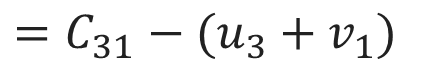 = C₃₁ − (u₃ + v₁)